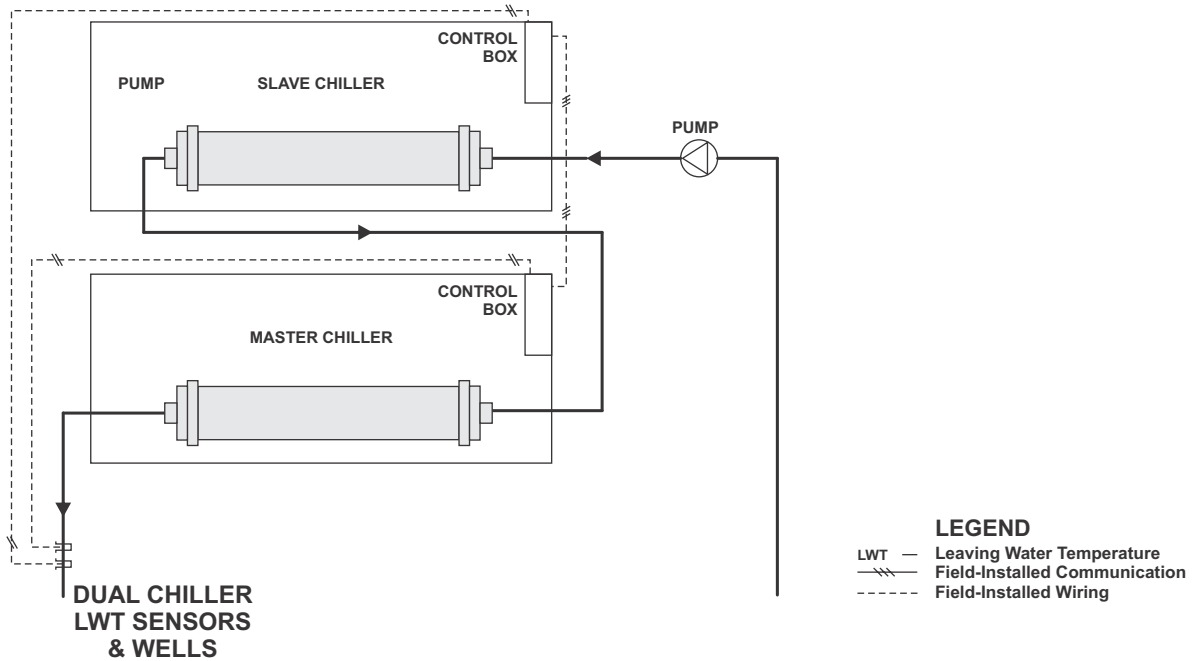 CONTROL
BOX
PUMP
SLAVE CHILLER
PUMP
CONTROL
BOX
MASTER CHILLER
DUAL CHILLER
LWT SENSORS
& WELLS
LEGEND
LWT — Leaving Water Temperature
Field-Installed Communication
Field-Installed Wiring